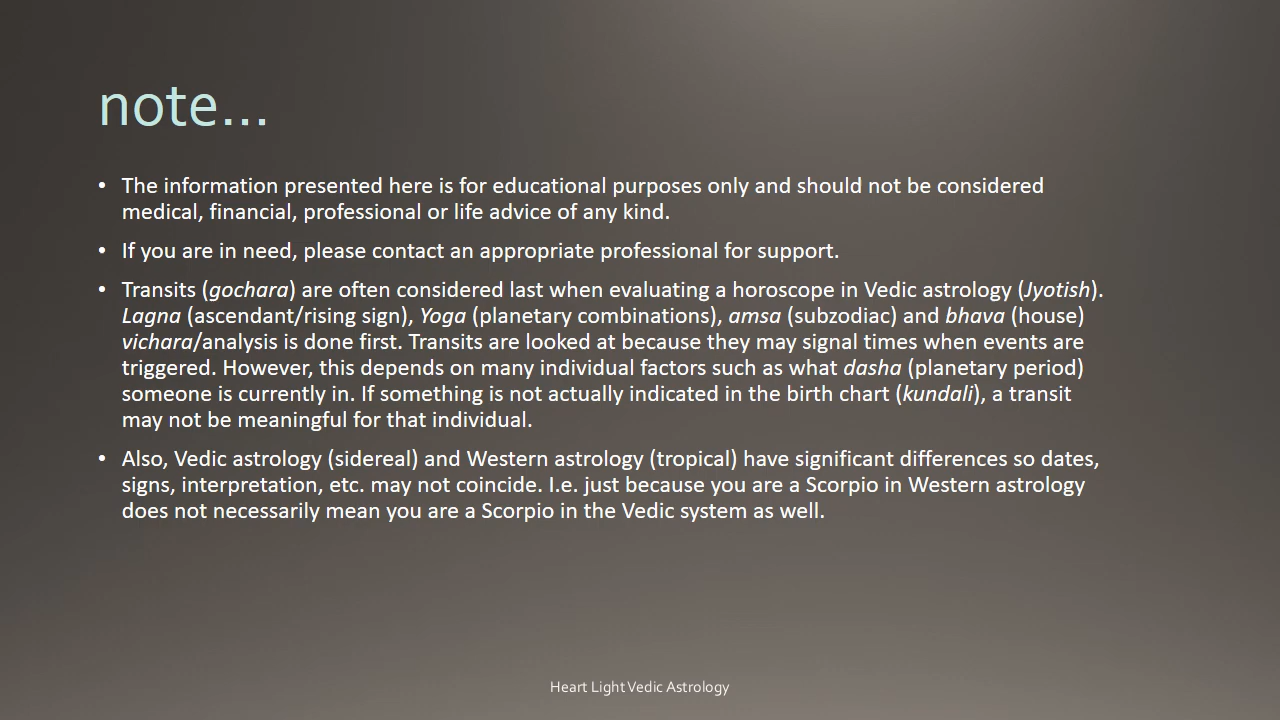 note...
• The information presented here is for educational purposes only and should not be considered
medical, financial, professional or life advice of any kind.
• If you are in need, please contact an appropriate professional for support.
• Transits (gochara) are often considered last when evaluating a horoscope in Vedic astrology (Jyotish).
Lagna (ascendant/rising sign), Yoga (planetary combinations), amsa (subzodiac) and bhava (house)
vichara/analysis is done first. Transits are looked at because they may signal times when events are
triggered. However, this depends on many individual factors such as what dasha (planetary period)
someone is currently in. If something is not actually indicated in the birth chart (kundali), a transit
may not be meaningful for that individual.
• Also, Vedic astrology (sidereal) and Western astrology (tropical) have significant differences so dates,
signs, interpretation, etc. may not coincide. I.e. just because you are a Scorpio in Western astrology
does not necessarily mean you are a Scorpio in the Vedic system as well.
Heart Light Vedic Astrology